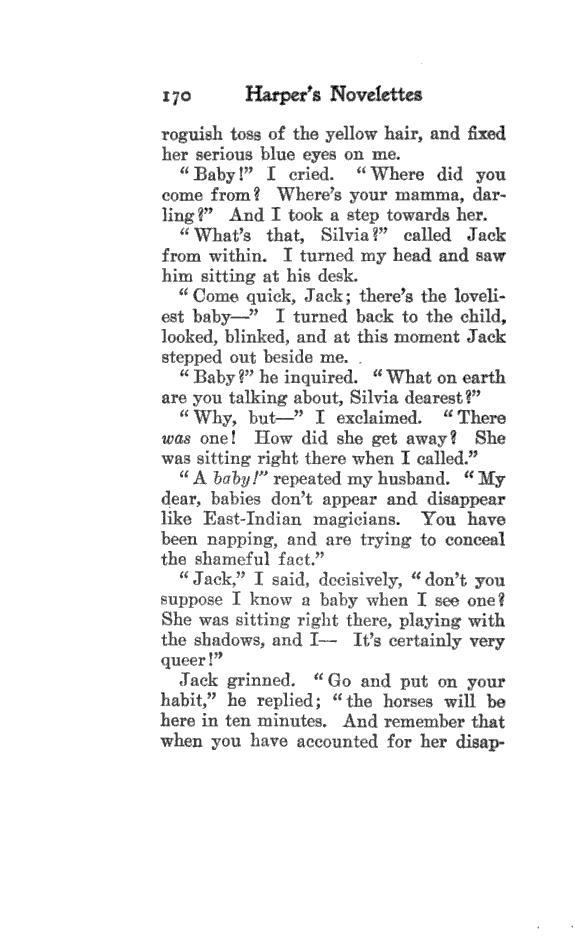 170 Harper's Novelettes
roguish toss of the yellow hair, and fixed
her serious blue eyes on me.
“Baby!” I cried. “Where did you
come from? Where's your mamma, dar-
ling?” And I took a step towards her.
“What's that, Silvia?” called Jack
from within. I turned my head and saw
him sitting at his desk.
“Come quick, Jack; there's the loveli-
est baby—” I turned back to the child,
looked, blinked, and at this moment Jack
stepped out beside me.
“Baby?” he inquired. “What on earth
are you talking about, Silvia dearest?”
“Why, but—” I exclaimed. “There
was one! How did she get away? She
was sitting right there when I called.”
“A baby!” repeated my husband. “My
dear, babies don't appear and disappear
like East-Indian magicians. You have
been napping, and are trying to conceal
the shameful fact.”
“Jack,” I said, decisively, “don't you
suppose I know a baby when I see one?
She was sitting right there, playing with
the shadows, and I— It's certainly very
queer!”
Jack grinned. “Go and put on your
habit,” he replied; “the horses will be
here in ten minutes. And remember that
when you have accounted for her disap-